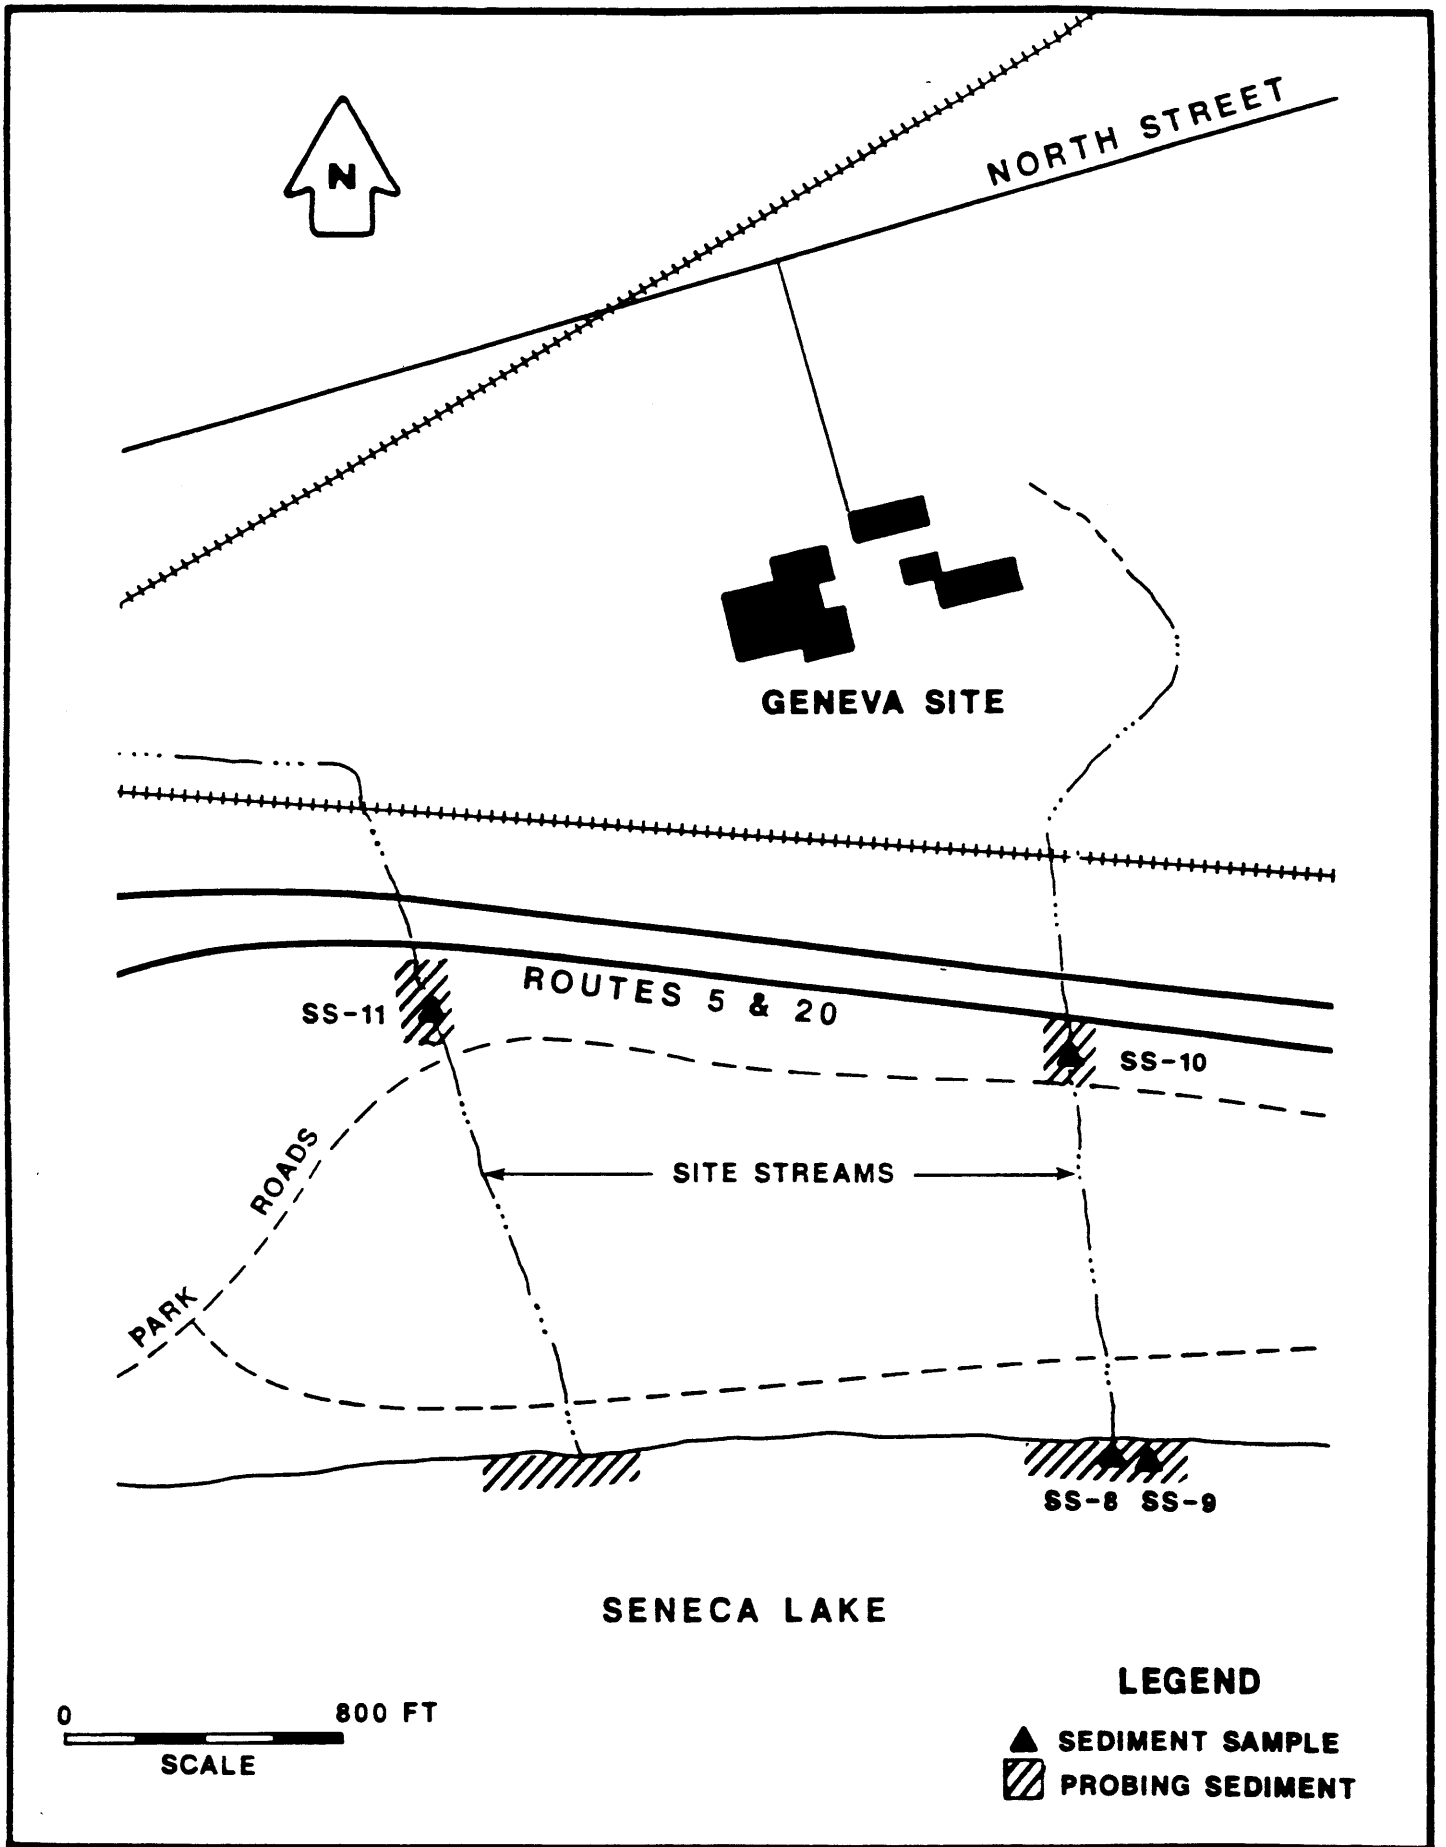 NORTH STREET
N
GENEVA SITE
ROUTES 5 & 20
SS-11
SS-10
ROADS
SITE STREAMS
PARK
SS-8 SS-9
SENECA LAKE
LEGEND
0 800 FT
SCALE
SEDIMENT SAMPLE
PROBING SEDIMENT